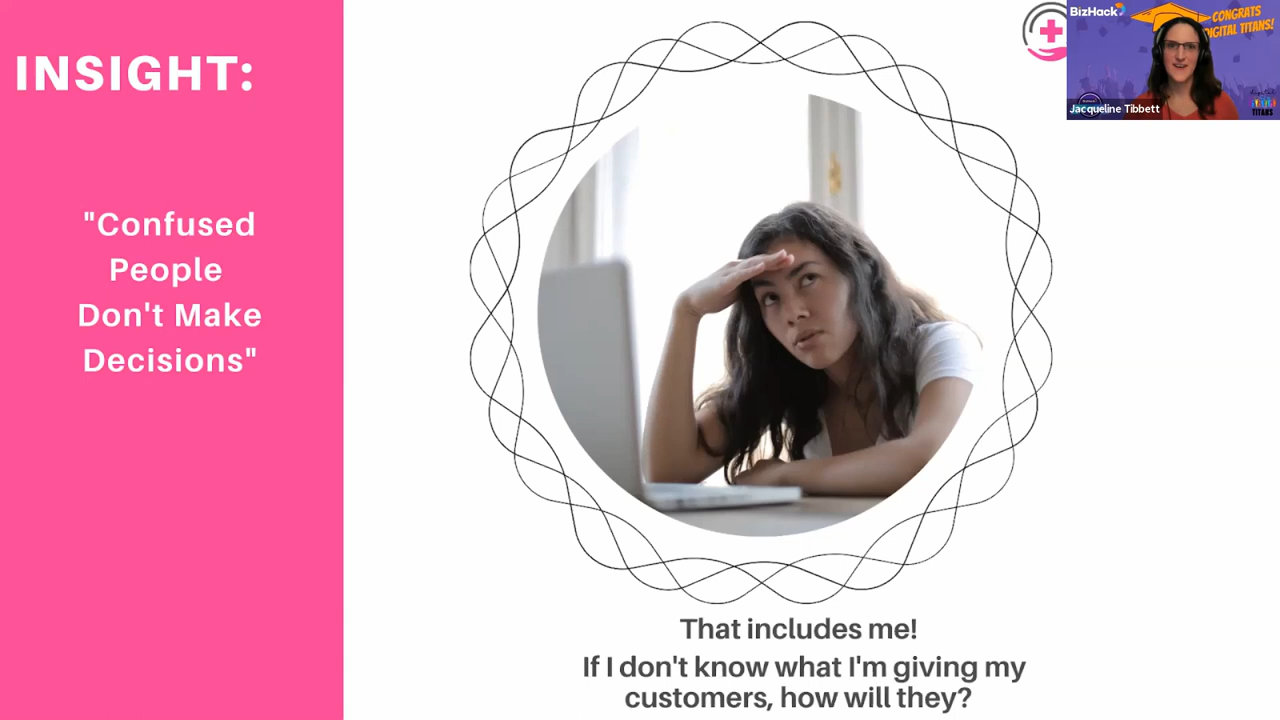 INSIGHT:
"Confused
People
Don't Make
Decisions"
That includes me!
If I don't know what I'm giving my
customers, how will they?
BizHack
CONGRATS
DIGITAL TITANS!
Jacqueline Tibbett
TITANS